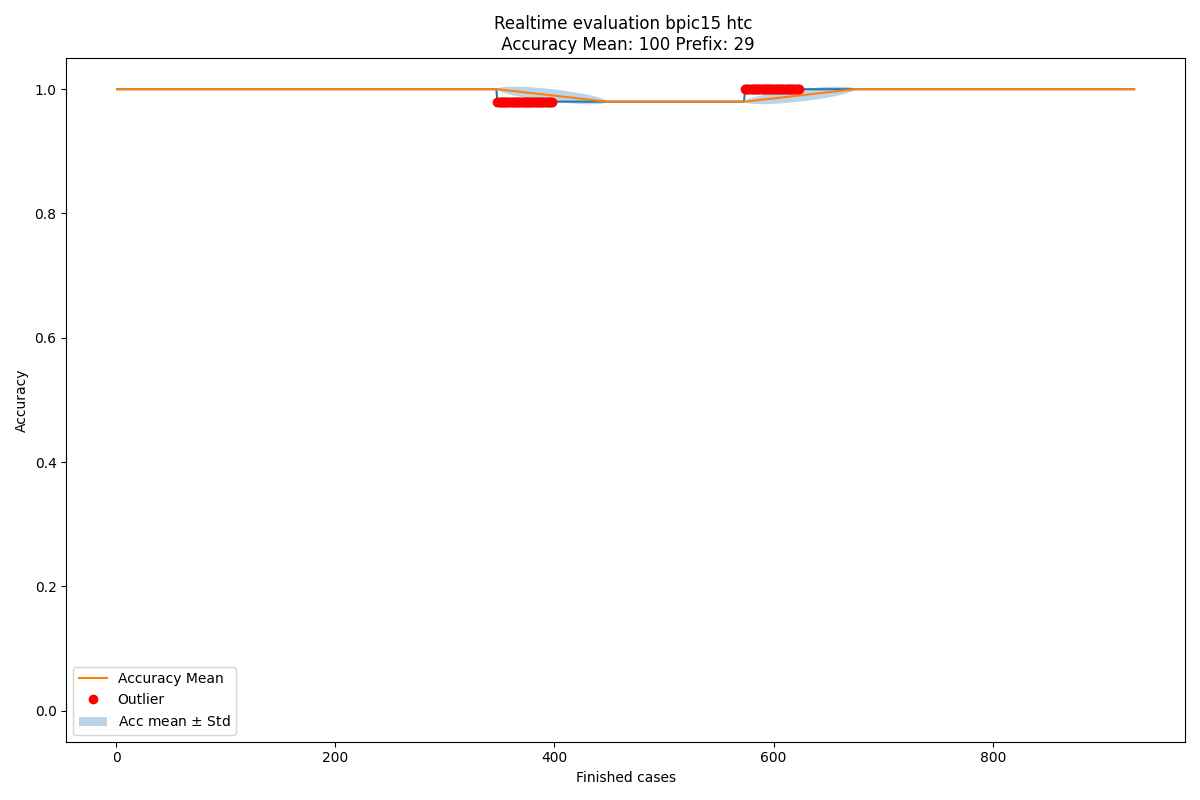 Realtime evaluation bpic15 htc
Accuracy Mean: 100 Prefix: 29
1.0
0.8
0.6
0.4
0.2
0.0
Accuracy
Accuracy Mean
Outlier
Acc mean ± Std
0
200
400
600
800
Finished cases